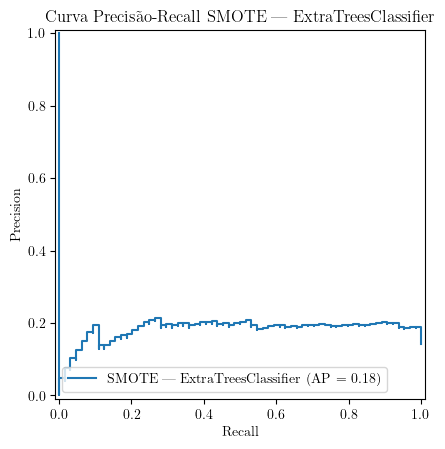 Curva Precisão-Recall SMOTE — ExtraTreesClassifier
1.0
0.8
0.6
0.4
0.2
0.0
Precision
SMOTE — ExtraTreesClassifier (AP = 0.18)
0.0 0.2 0.4 0.6 0.8 1.0
Recall